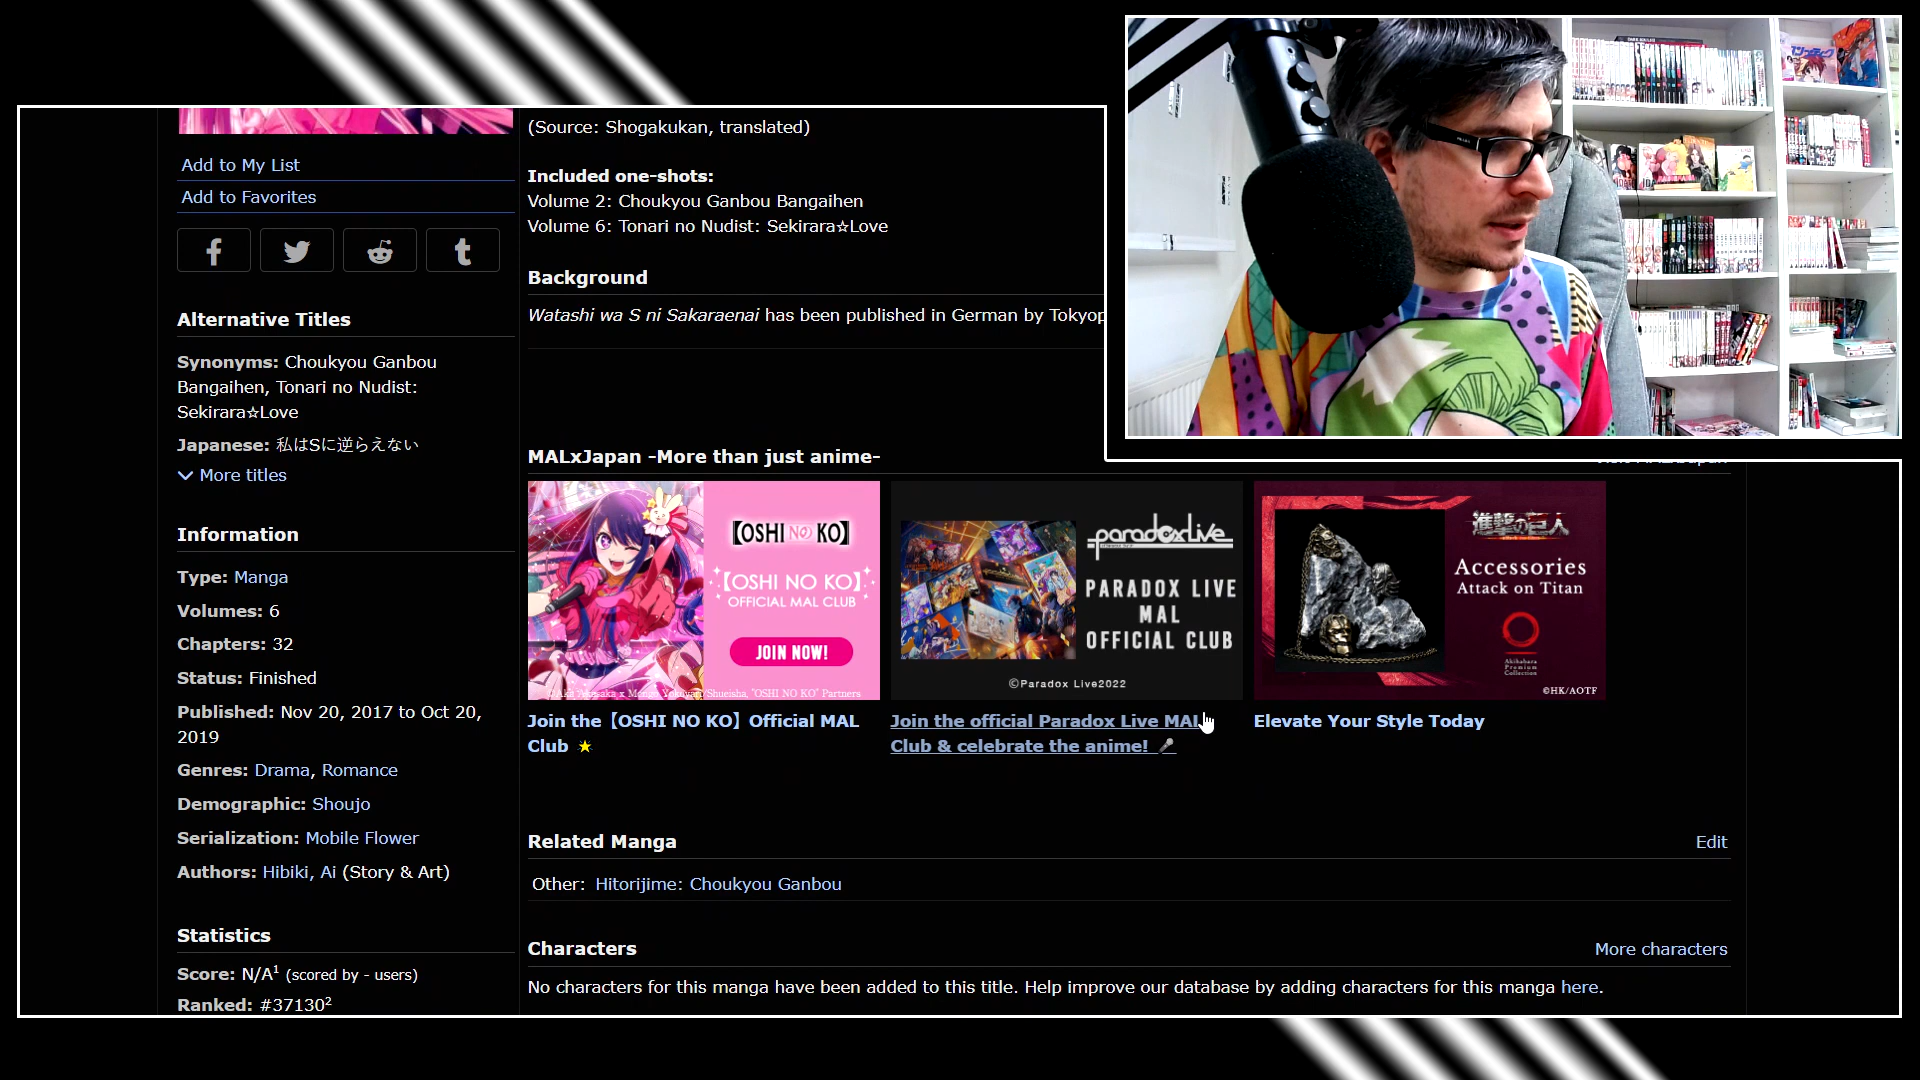 Add to My List
Add to Favorites
Alternative Titles
Synonyms: Choukyou Ganbou
Bangaihen, Tonari no Nudist:
Sekirara☆Love
Japanese: 私はSに逆らえない
More titles
Information
Type: Manga
Volumes: 6
Chapters: 32
Status: Finished
Published: Nov 20, 2017 to Oct 20,
2019
Genres: Drama, Romance
Demographic: Shoujo
Serialization: Mobile Flower
Authors: Hibiki, Ai (Story & Art)
Statistics
Score: N/A1 (scored by - users)
Ranked: #371302
(Source: Shogakukan, translated)
Included one-shots:
Volume 2: Choukyou Ganbou Bangaihen
Volume 6: Tonari no Nudist: Sekirara☆Love
Background
Watashi wa S ni Sakaraenai has been published in German by Tokyop
MALxJapan -More than just anime-
【OSHI NO KO】
【OSHI NO KO】
OFFICIAL MAL CLUB
JOIN NOW!
Join the【OSHI NO KO】Official MAL
Club
paradoxlive
PARADOX LIVE
MAL
OFFICIAL CLUB
©Paradox Live2022
Join the official Paradox Live MAL
Club & celebrate the anime!
進撃の巨人
Accessories
Attack on Titan
Akihabara
Premium
Collection
©HK/AOTF
Elevate Your Style Today
Related Manga
Edit
Other: Hitorijime: Choukyou Ganbou
Characters
More characters
No characters for this manga have been added to this title. Help improve our database by adding characters for this manga here.